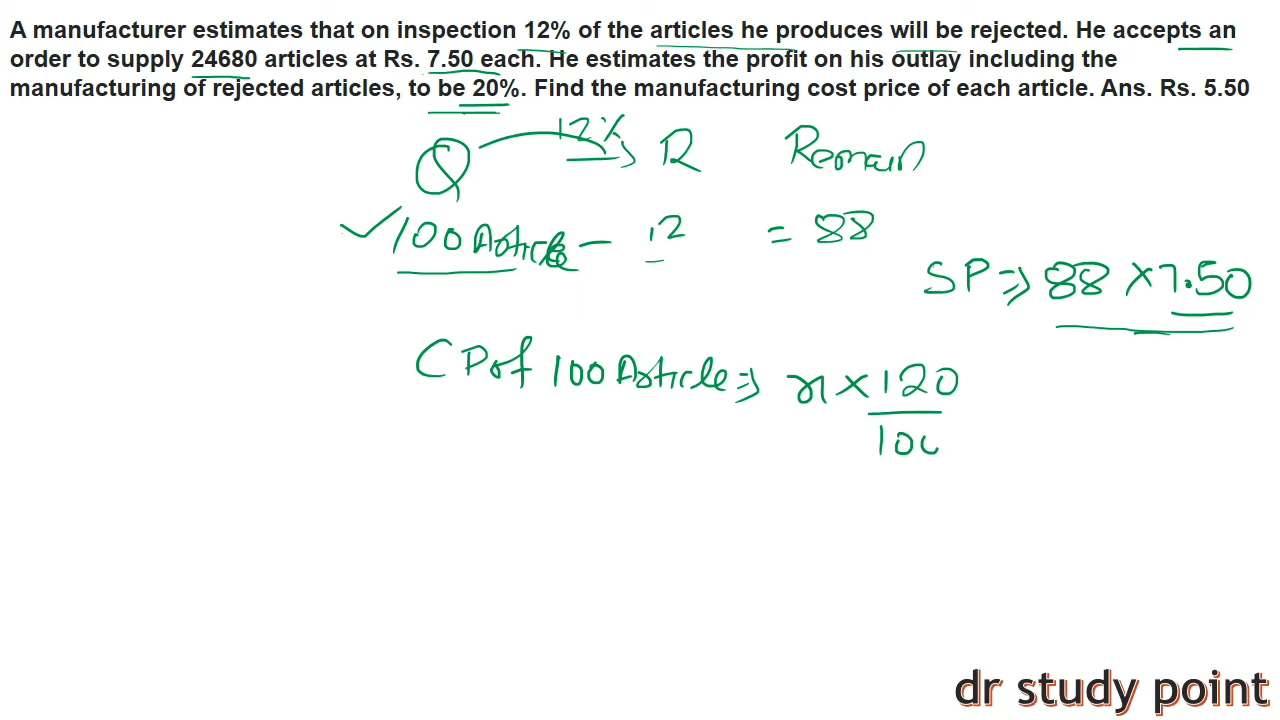 A manufacturer estimates that on inspection 12% of the articles he produces will be rejected. He accepts an
order to supply 24680 articles at Rs. 7.50 each. He estimates the profit on his outlay including the
manufacturing of rejected articles, to be 20%. Find the manufacturing cost price of each article. Ans. Rs. 5.50
12%
Q R Remain
100 Article - 12 = 88
SP ⇒ 88 × 7.50
CP of 100 Article ⇒ x × 120
100
dr study point